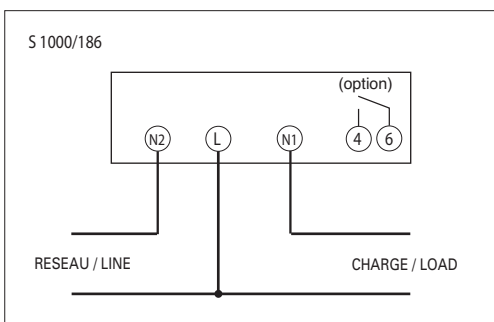 S 1000/186
(option)
N2 L N1 4 6
RESEAU / LINE CHARGE / LOAD